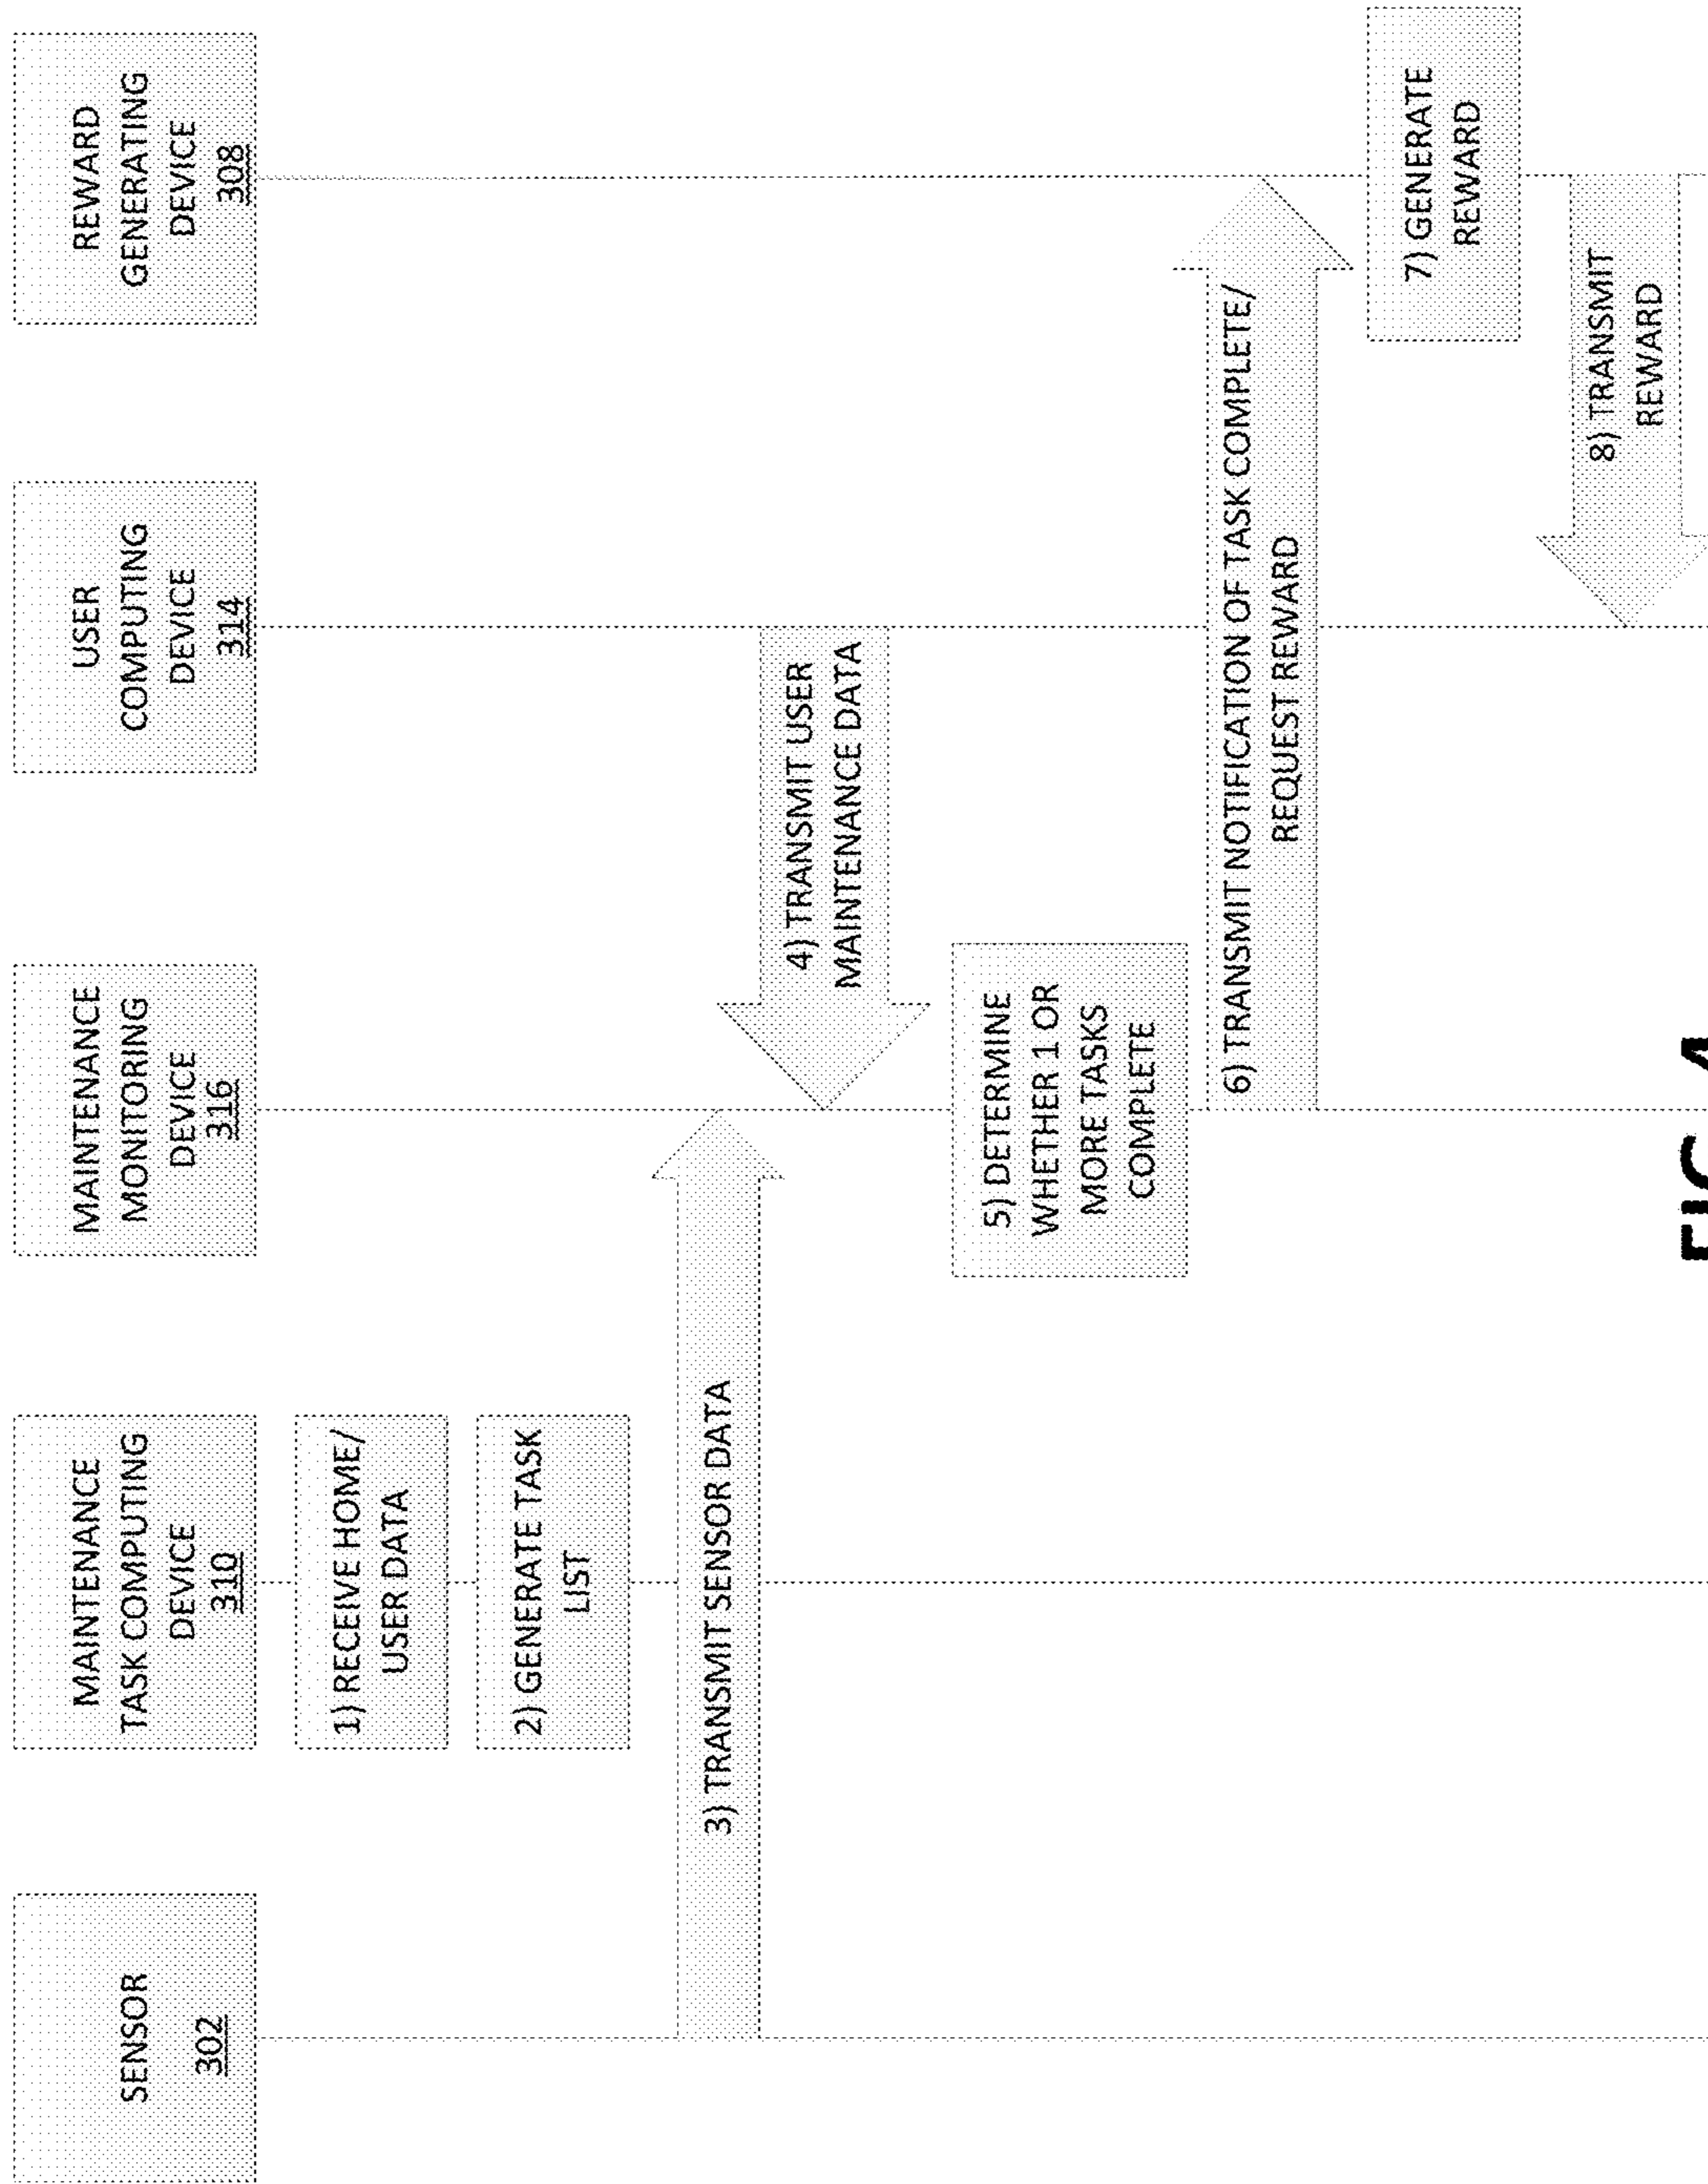 SENSOR
302
MAINTENANCE
TASK COMPUTING
DEVICE
310
MAINTENANCE
MONITORING
DEVICE
316
USER
COMPUTING
DEVICE
314
REWARD
GENERATING
DEVICE
308
1) RECEIVE HOME/
USER DATA
2) GENERATE TASK
LIST
3) TRANSMIT SENSOR DATA
4) TRANSMIT USER
MAINTENANCE DATA
5) DETERMINE
WHETHER 1 OR
MORE TASKS
COMPLETE
6) TRANSMIT NOTIFICATION OF TASK COMPLETE/
REQUEST REWARD
7) GENERATE
REWARD
8) TRANSMIT
REWARD